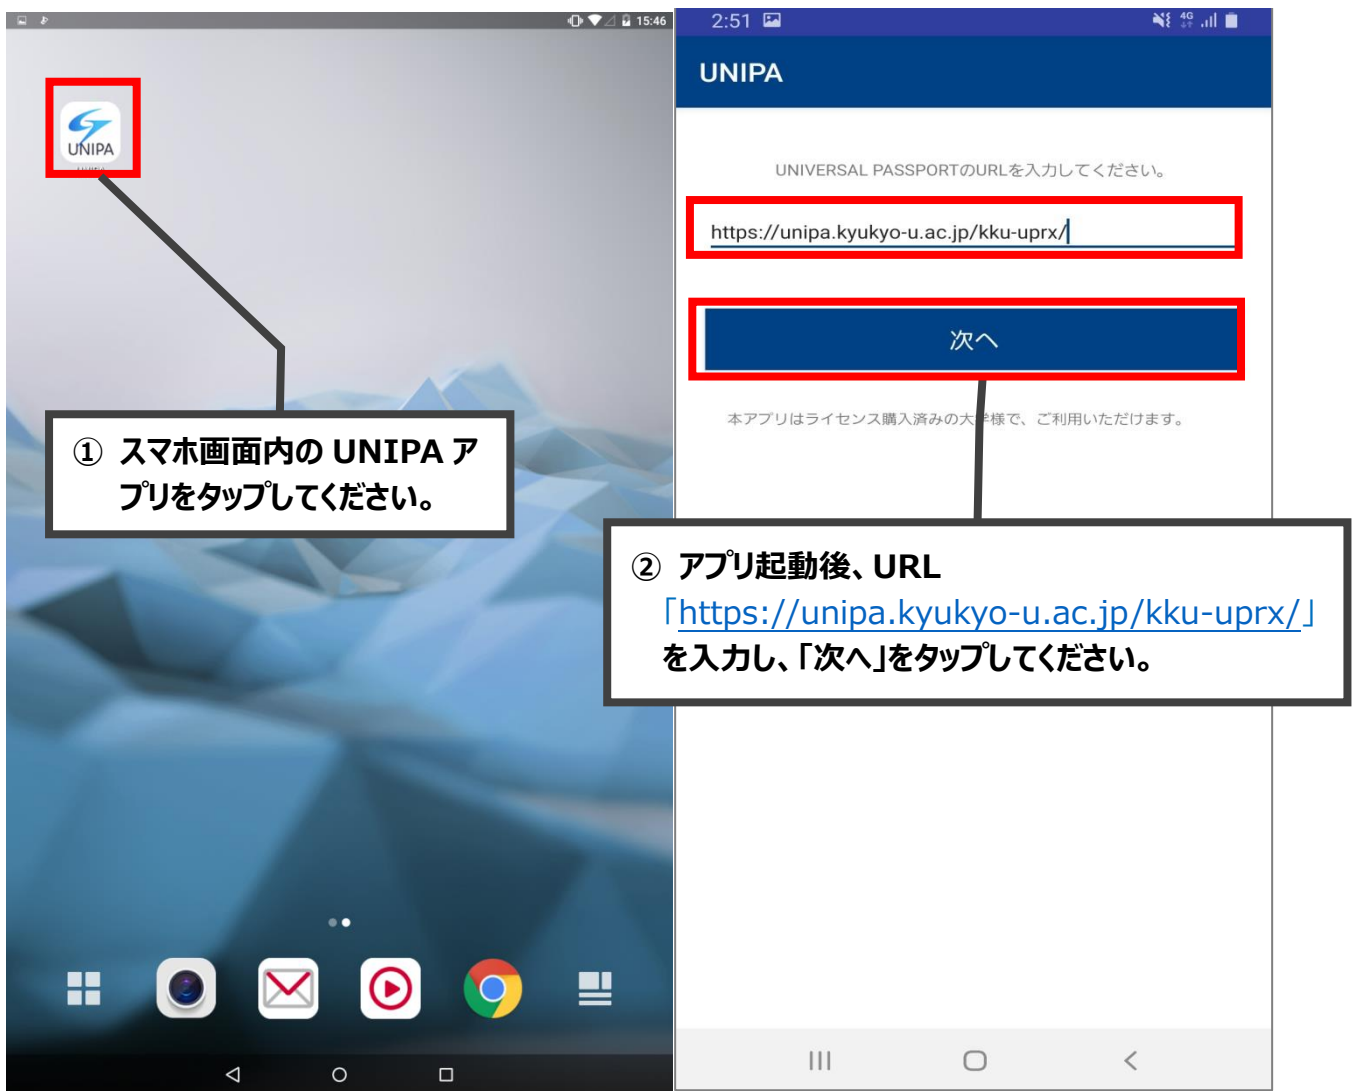 15:46
UNIPA
① スマホ画面内の UNIPA ア
プリをタップしてください。
2:51
4G
UNIPA
UNIVERSAL PASSPORTのURLを入力してください。
https://unipa.kyukyo-u.ac.jp/kku-uprx/
次へ
本アプリはライセンス購入済みの大学様で、ご利用いただけます。
② アプリ起動後、URL
「https://unipa.kyukyo-u.ac.jp/kku-uprx/」
を入力し、「次へ」をタップしてください。